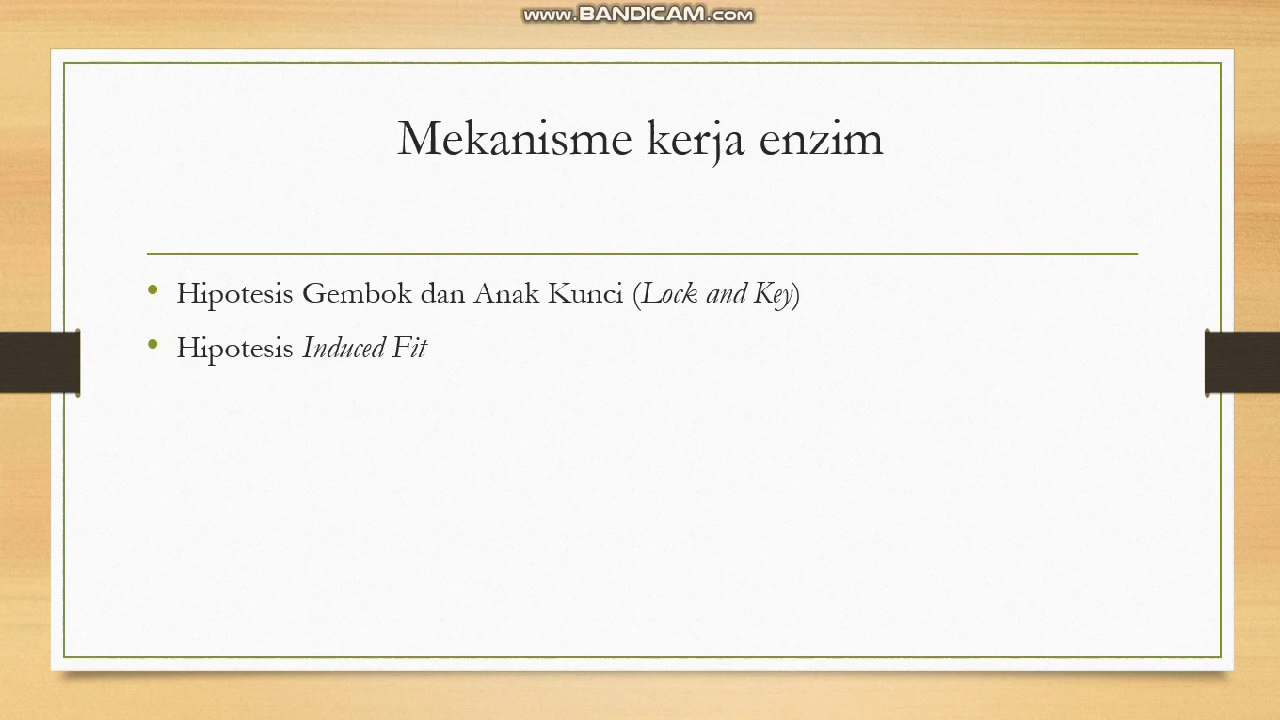 www.BANDICAM.com
Mekanisme kerja enzim
• Hipotesis Gembok dan Anak Kunci (Lock and Key)
• Hipotesis Induced Fit